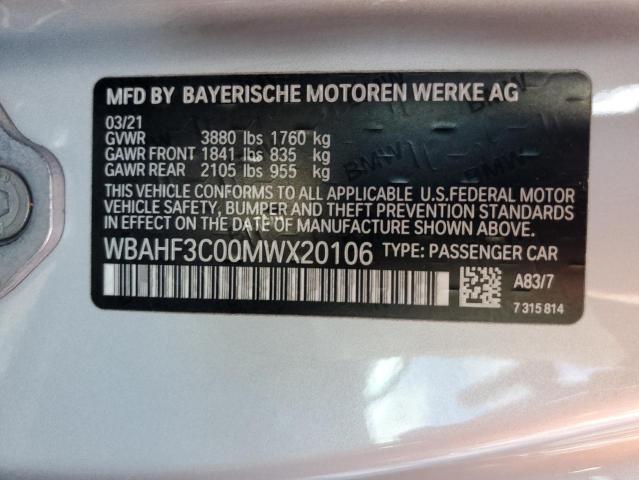 MFD BY BAYERISCHE MOTOREN WERKE AG
03/21
GVWR 3880 lbs 1760 kg
GAWR FRONT 1841 lbs 835 kg
GAWR REAR 2105 lbs 955 kg
THIS VEHICLE CONFORMS TO ALL APPLICABLE U.S.FEDERAL MOTOR
VEHICLE SAFETY, BUMPER AND THEFT PREVENTION STANDARDS
IN EFFECT ON THE DATE OF MANUFACTURE SHOWN ABOVE.
WBAHF3C00MWX20106 TYPE: PASSENGER CAR
A83/7
7 315 814